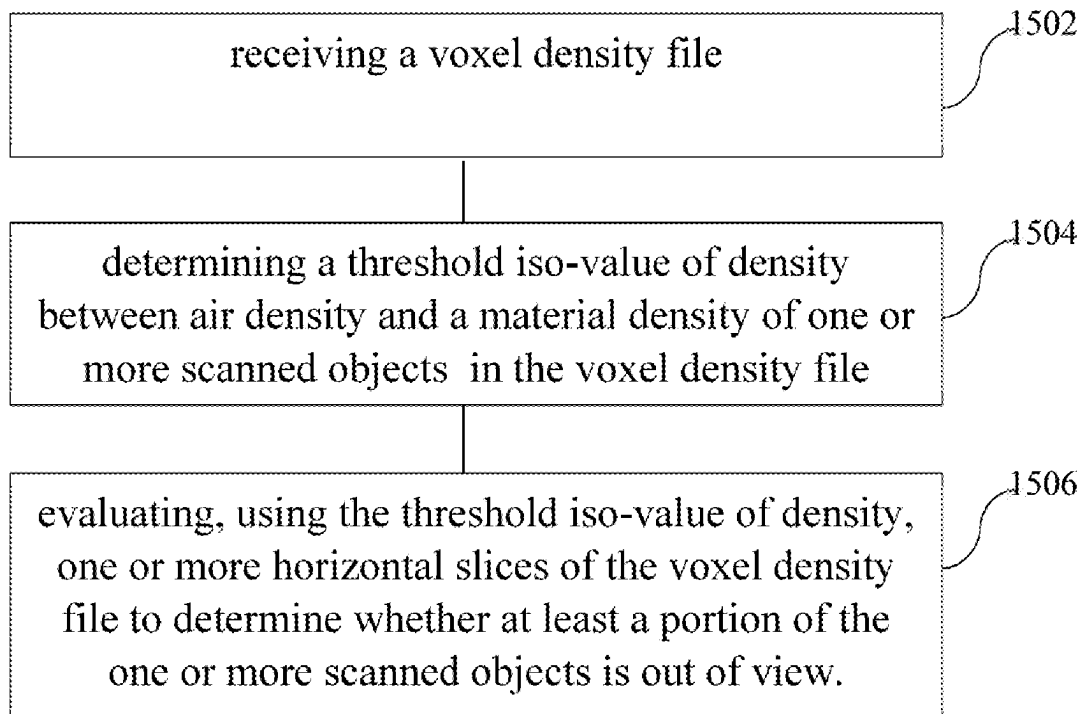 receiving a voxel density file
1502
determining a threshold iso-value of density
between air density and a material density of one or
more scanned objects in the voxel density file
1504
evaluating, using the threshold iso-value of density,
one or more horizontal slices of the voxel density
file to determine whether at least a portion of the
one or more scanned objects is out of view.
1506